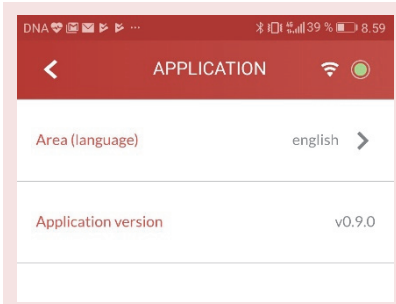 DNA 39 % 8.59
APPLICATION
Area (language) english
Application version v0.9.0